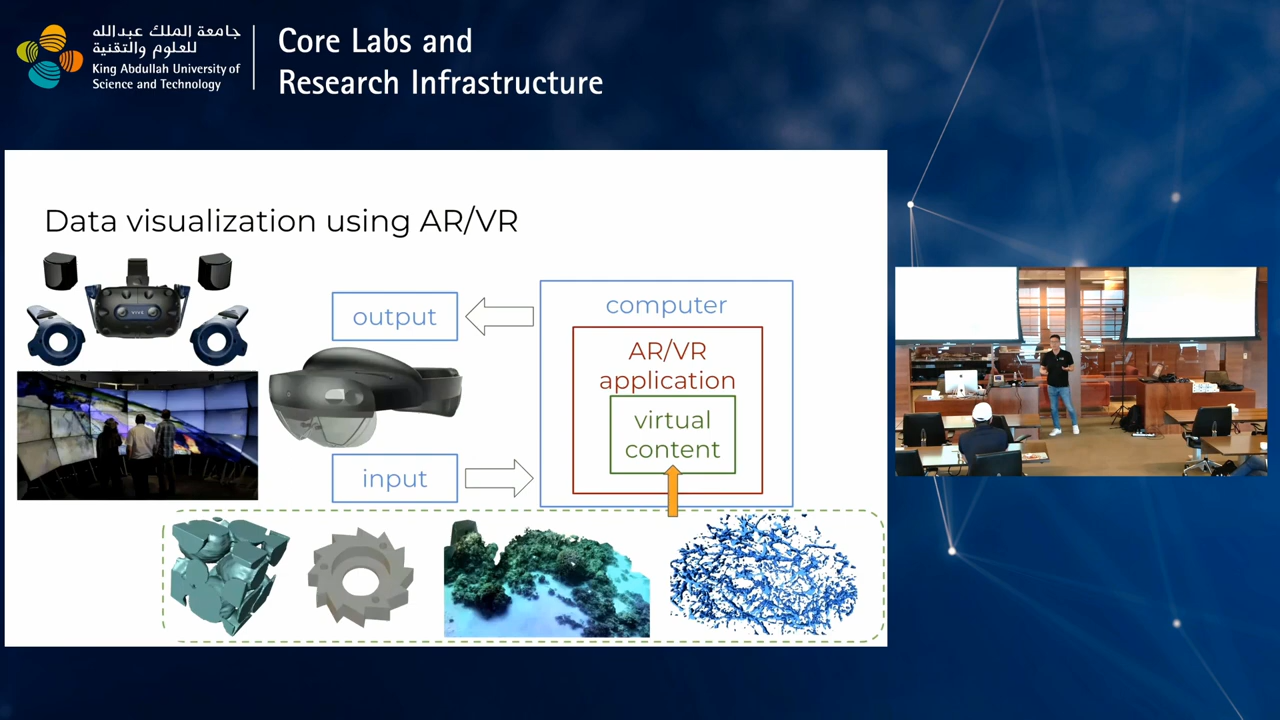 جامعة الملك عبدالله
للعلوم والتقنية
King Abdullah University of
Science and Technology
Core Labs and
Research Infrastructure
Data visualization using AR/VR
VIVE
output
computer
AR/VR
application
virtual
content
input